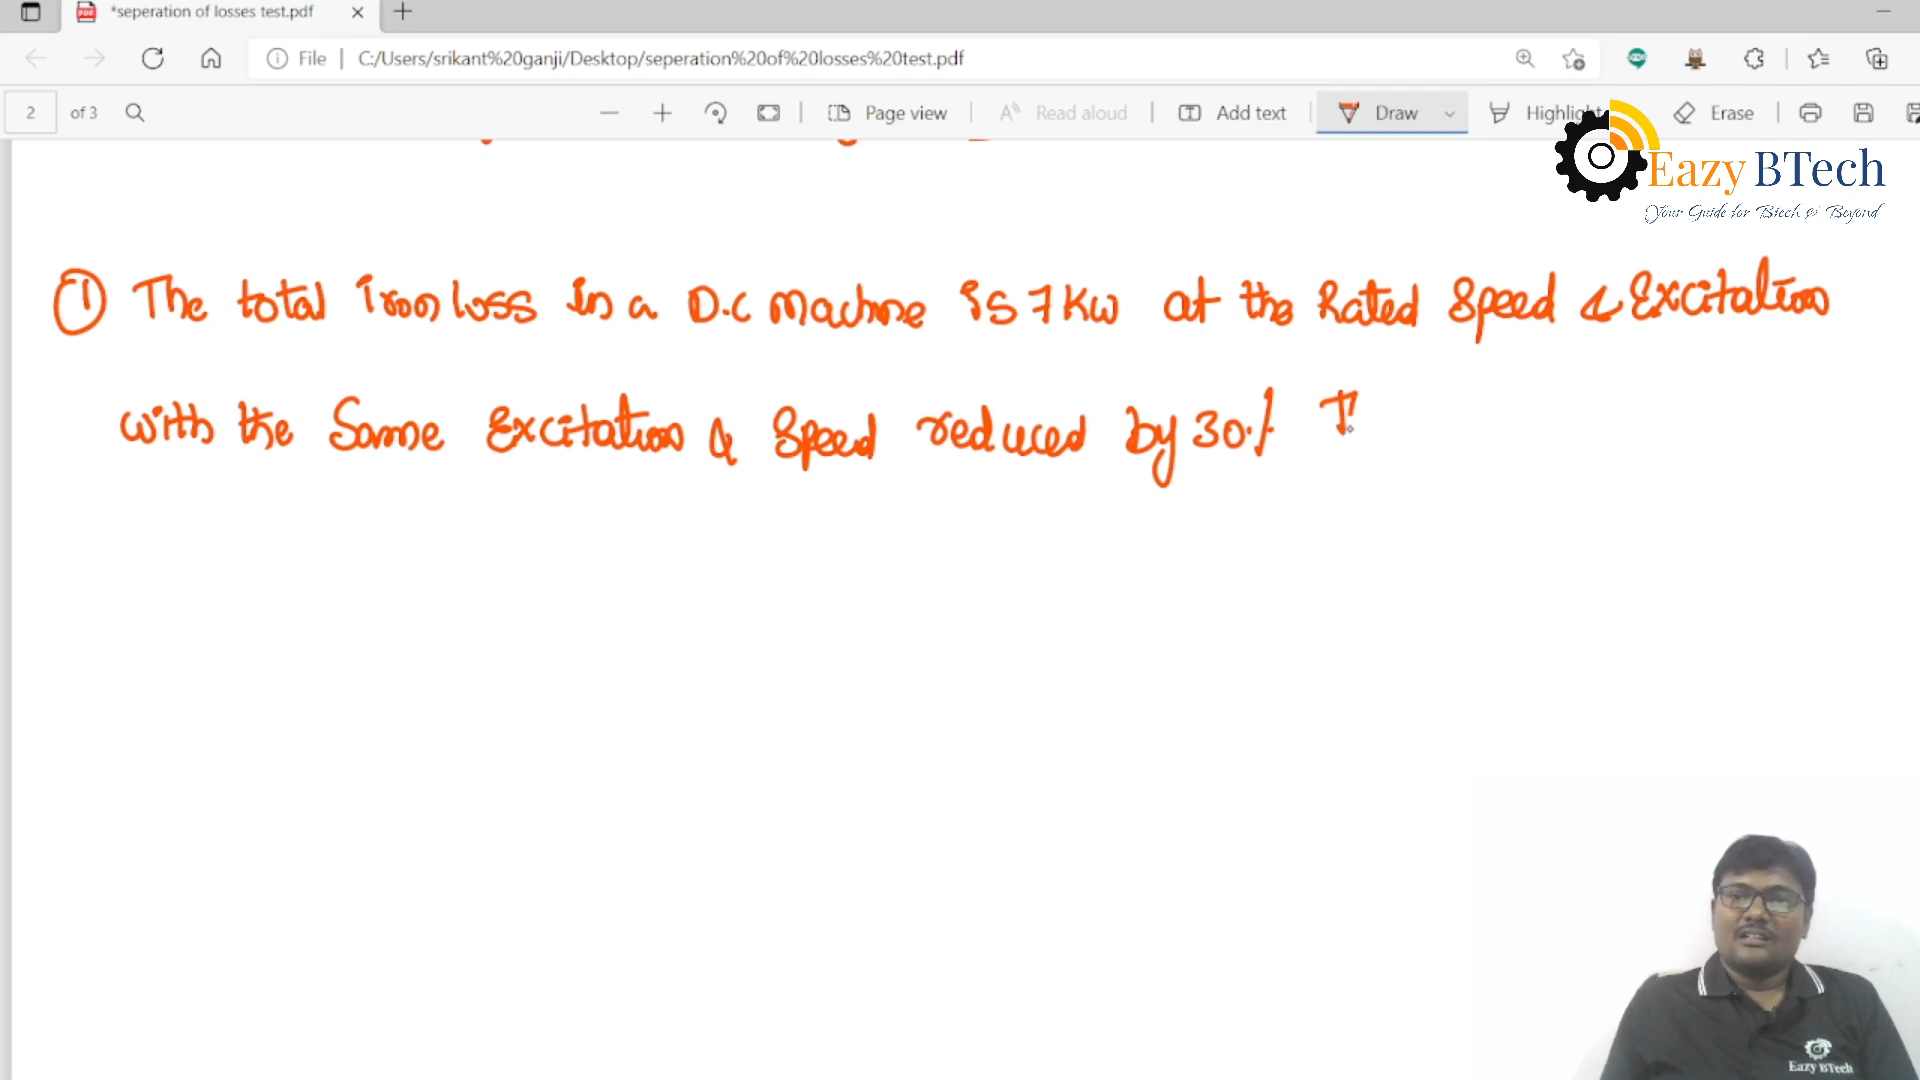 *seperation of losses test.pdf
File
C:/Users/srikant%20ganji/Desktop/seperation%20of%20losses%20test.pdf
2 of 3
Page view
Read aloud
Add text
Draw
Highlight
Erase
Eazy BTech
Your Guide for Btech & Beyond
① The total iron loss in a D.C Machine is 7 KW at the Rated Speed & Excitation
with the Same Excitation & Speed reduced by 30%
Eazy BTech